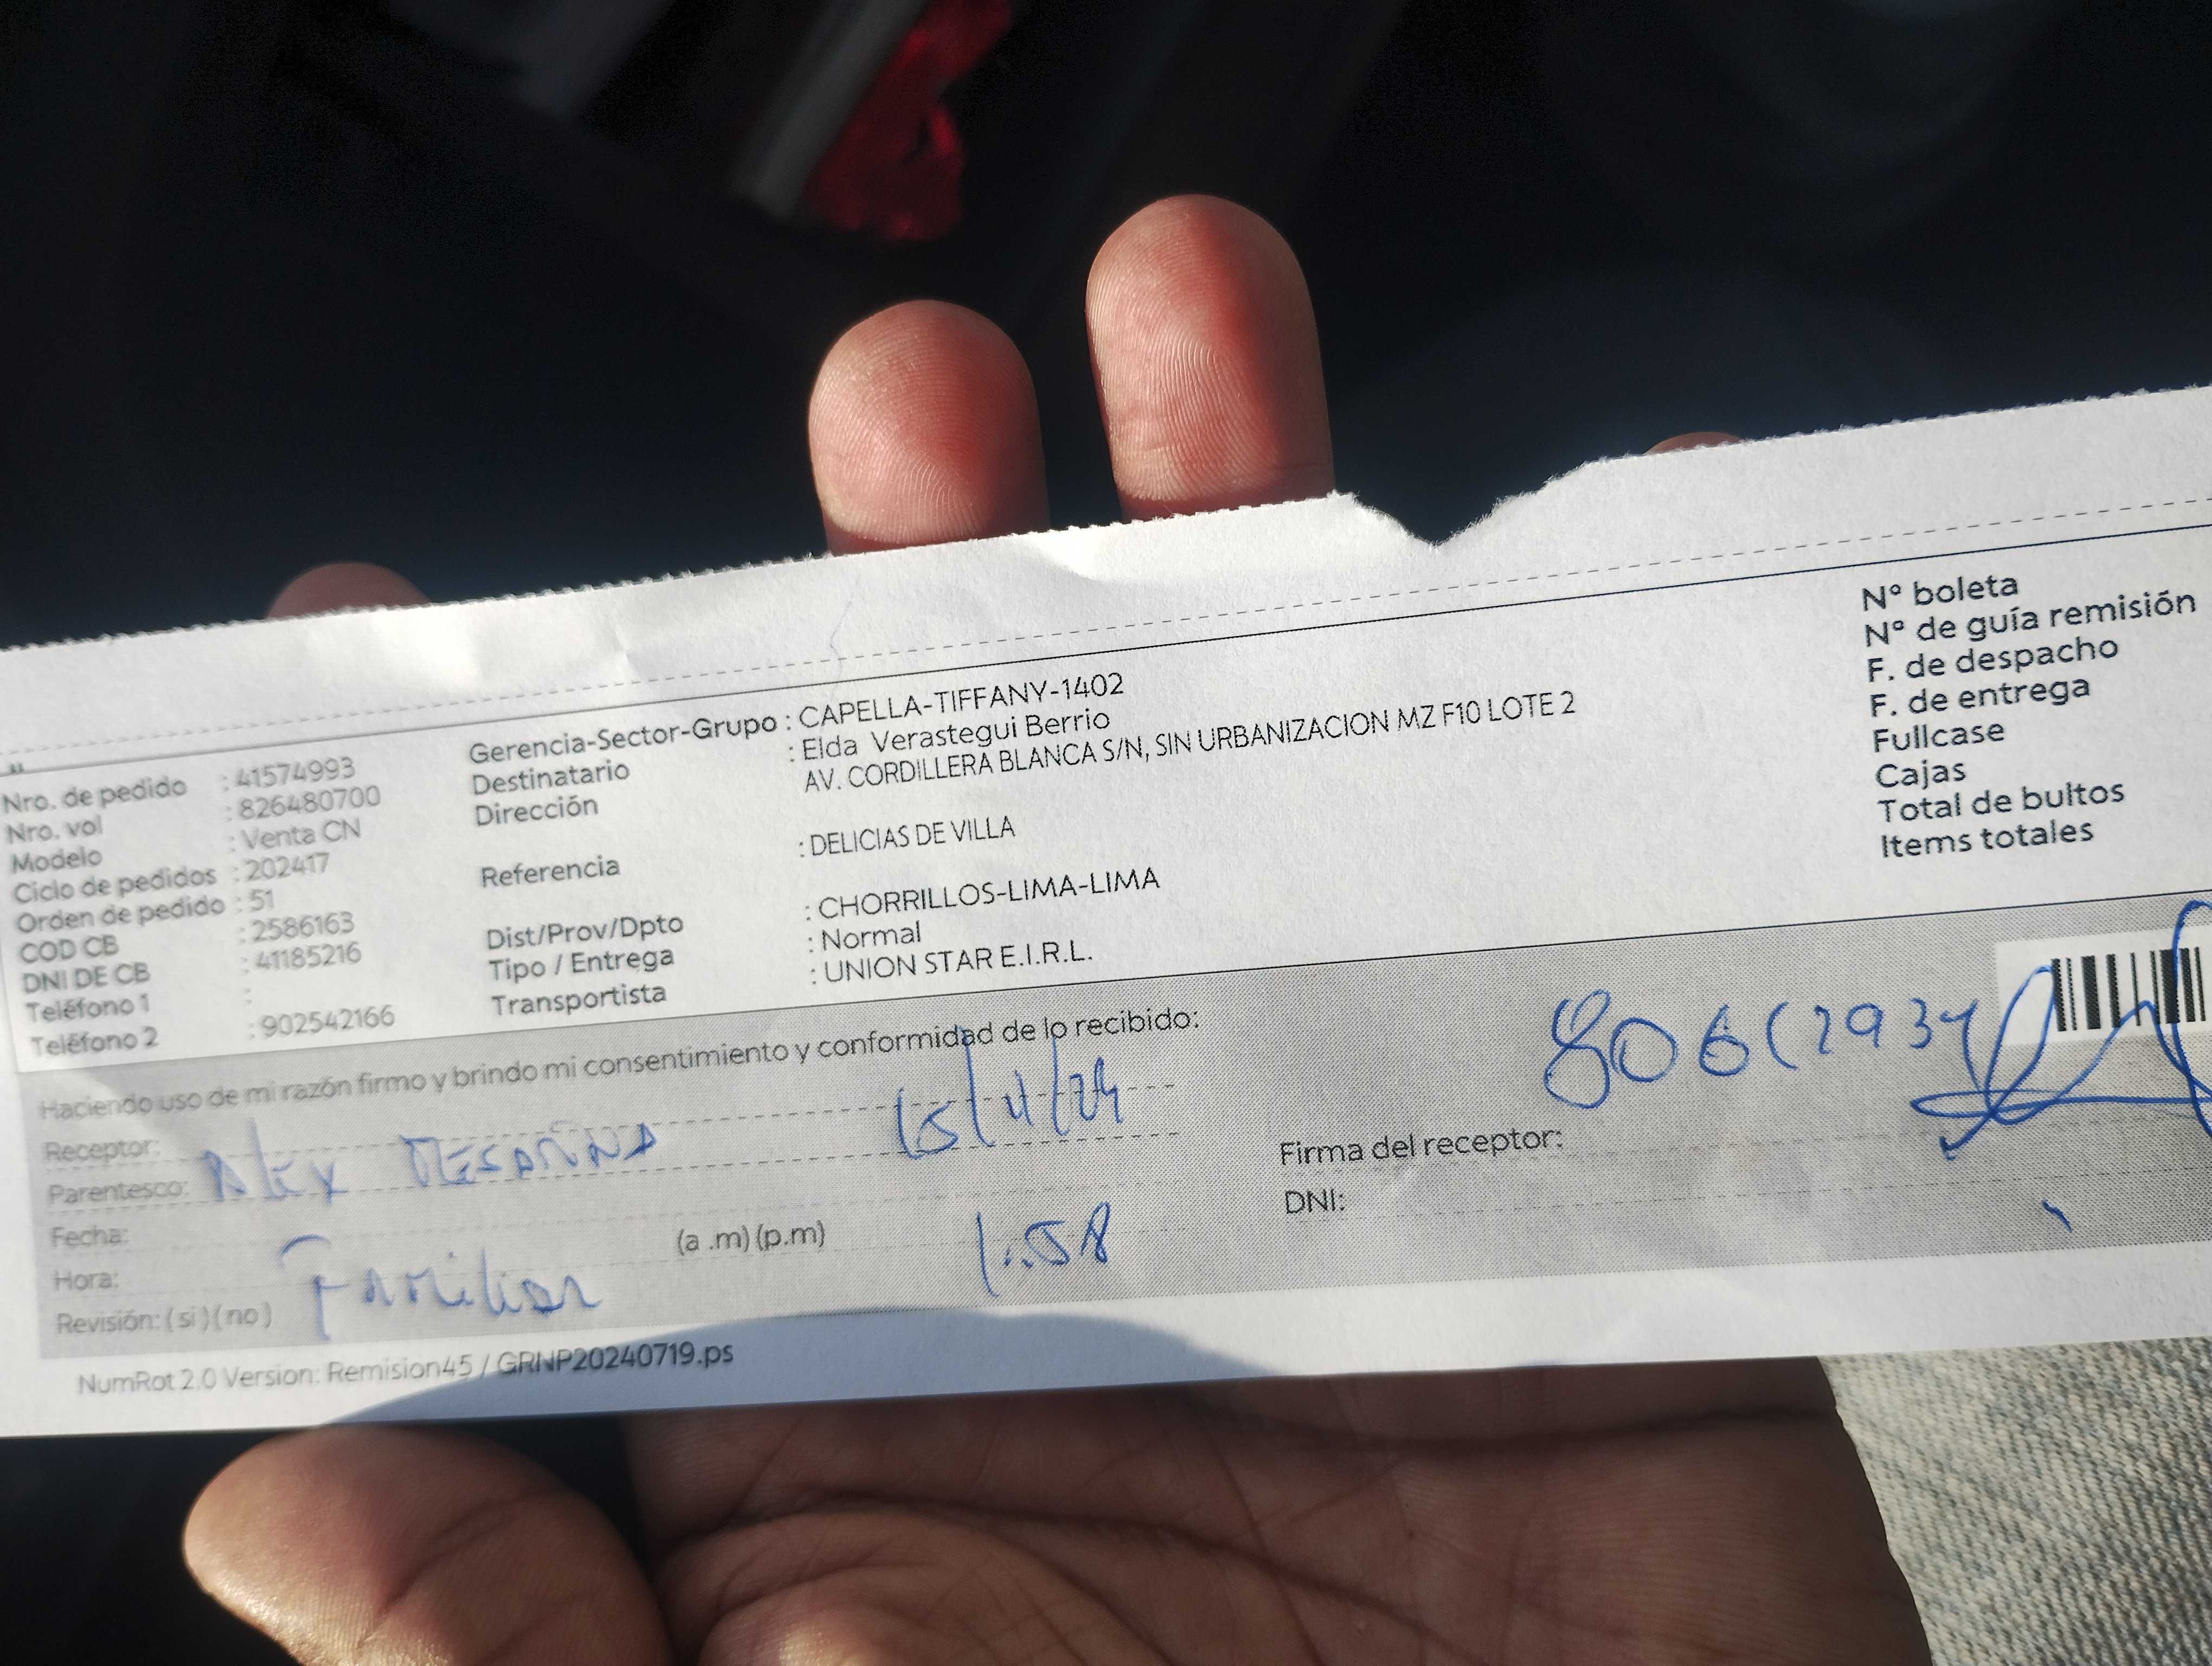 Nro. de pedido : 41574993
Nro. vol : 826480700
Modelo : Venta CN
Ciclo de pedidos : 202417
Orden de pedido : 51
COD CB : 2586163
DNI DE CB : 41185216
Teléfono 1 :
Teléfono 2 : 902542166
Gerencia-Sector-Grupo : CAPELLA-TIFFANY-1402
Destinatario : Elda Verastegui Berrio
Dirección AV. CORDILLERA BLANCA S/N, SIN URBANIZACION MZ F10 LOTE 2
Referencia : DELICIAS DE VILLA
Dist/Prov/Dpto : CHORRILLOS-LIMA-LIMA
Tipo / Entrega : Normal
Transportista : UNION STAR E.I.R.L.
N° boleta
N° de guía remisión
F. de despacho
F. de entrega
Fullcase
Cajas
Total de bultos
Items totales
Haciendo uso de mi razón firmo y brindo mi consentimiento y conformidad de lo recibido:
Receptor:
Parentesco: Alex 15/11/24
Fecha:
Hora: (a .m) (p.m) 1:58
Revisión: ( si ) ( no ) Familiar
Firma del receptor:
DNI:
NumRot 2.0 Version: Remision45 / GRNP20240719.ps